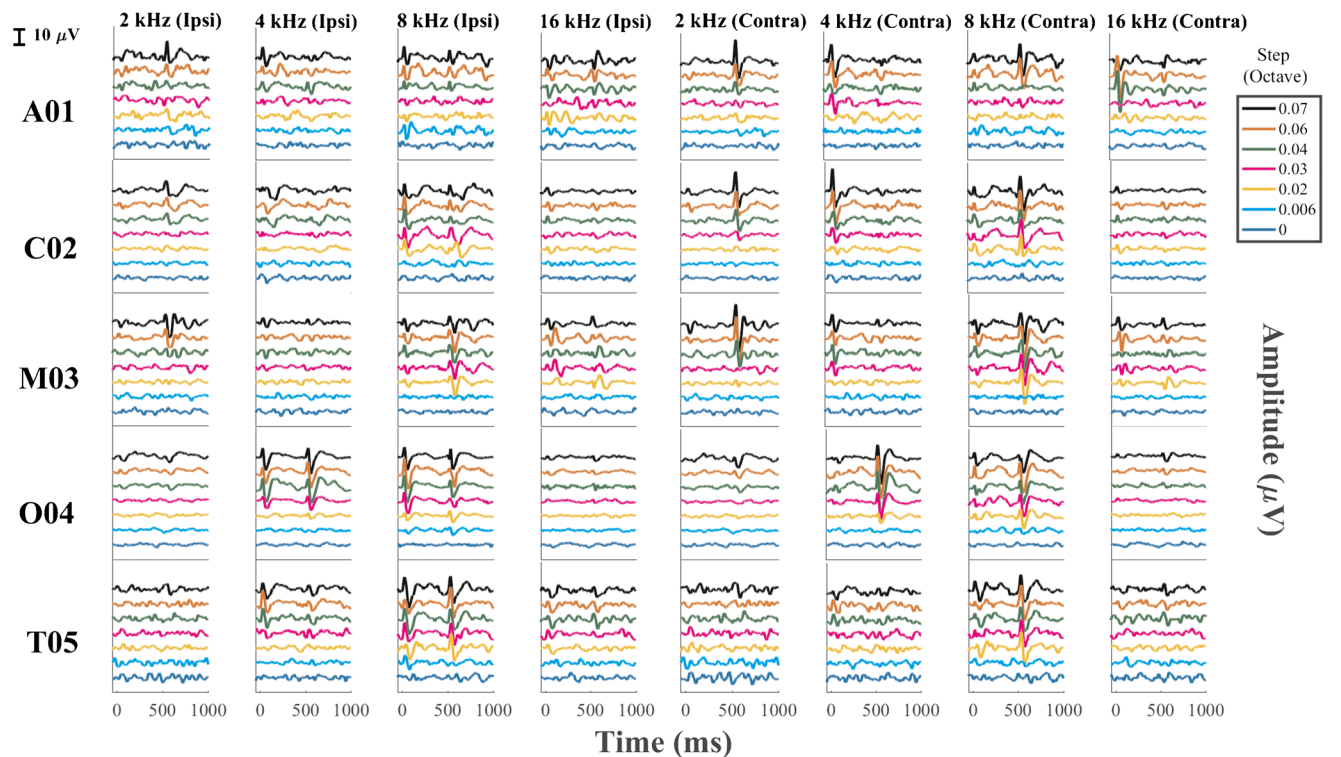 2 kHz (Ipsi) 4 kHz (Ipsi) 8 kHz (Ipsi) 16 kHz (Ipsi) 2 kHz (Contra) 4 kHz (Contra) 8 kHz (Contra) 16 kHz (Contra)
10 μV
Step
(Octave)
0.07
0.06
0.04
0.03
0.02
0.006
0
A01
C02
M03
O04
T05
Amplitude (μV)
0 500 1000 0 500 1000 0 500 1000 0 500 1000 0 500 1000 0 500 1000 0 500 1000 0 500 1000
Time (ms)